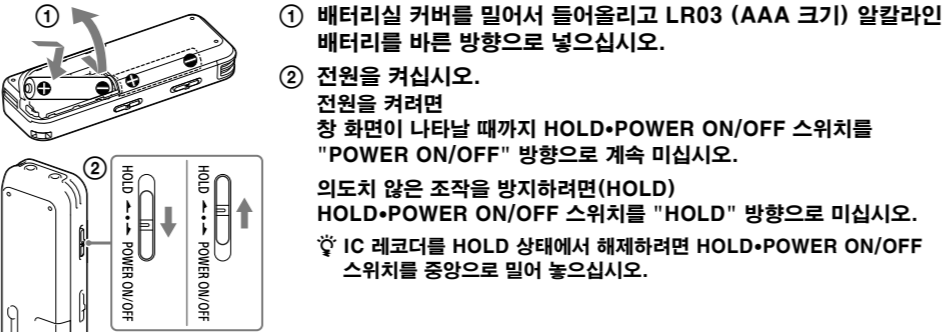 ① 배터리실 커버를 밀어서 들어올리고 LR03 (AAA 크기) 알칼라인
배터리를 바른 방향으로 넣으십시오.
② 전원을 켜십시오.
전원을 켜려면
창 화면이 나타날 때까지 HOLD•POWER ON/OFF 스위치를
"POWER ON/OFF" 방향으로 계속 미십시오.
의도치 않은 조작을 방지하려면(HOLD)
HOLD•POWER ON/OFF 스위치를 "HOLD" 방향으로 미십시오.
IC 레코더를 HOLD 상태에서 해제하려면 HOLD•POWER ON/OFF
스위치를 중앙으로 밀어 놓으십시오.
①
②
HOLD POWER ON/OFF
HOLD POWER ON/OFF